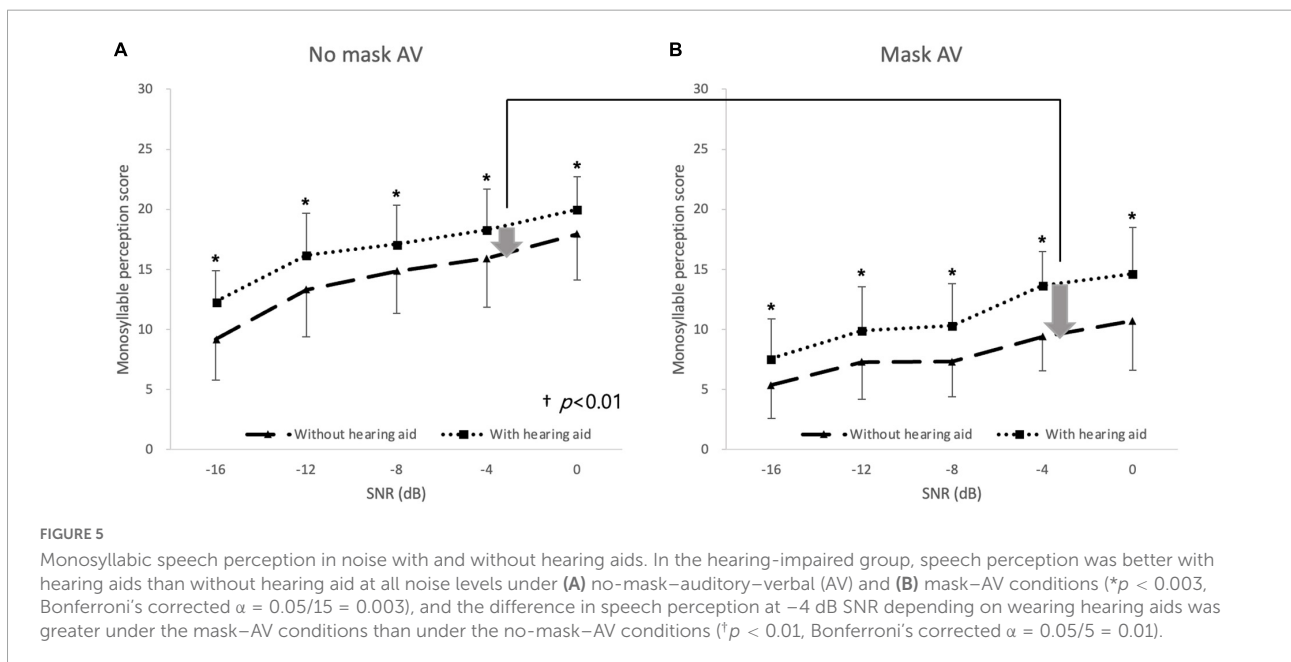 A
No mask AV
30
25
20
15
10
5
0
Monosyllable perception score
*
*
*
*
*
† p<0.01
Without hearing aid
With hearing aid
-16
-12
-8
-4
0
SNR (dB)
B
Mask AV
30
25
20
15
10
5
0
Monosyllable perception score
*
*
*
*
*
Without hearing aid
With hearing aid
-16
-12
-8
-4
0
SNR (dB)
FIGURE 5
Monosyllabic speech perception in noise with and without hearing aids. In the hearing-impaired group, speech perception was better with
hearing aids than without hearing aid at all noise levels under (A) no-mask–auditory–verbal (AV) and (B) mask–AV conditions (*p < 0.003,
Bonferroni's corrected α = 0.05/15 = 0.003), and the difference in speech perception at −4 dB SNR depending on wearing hearing aids was
greater under the mask–AV conditions than under the no-mask–AV conditions (†p < 0.01, Bonferroni's corrected α = 0.05/5 = 0.01).